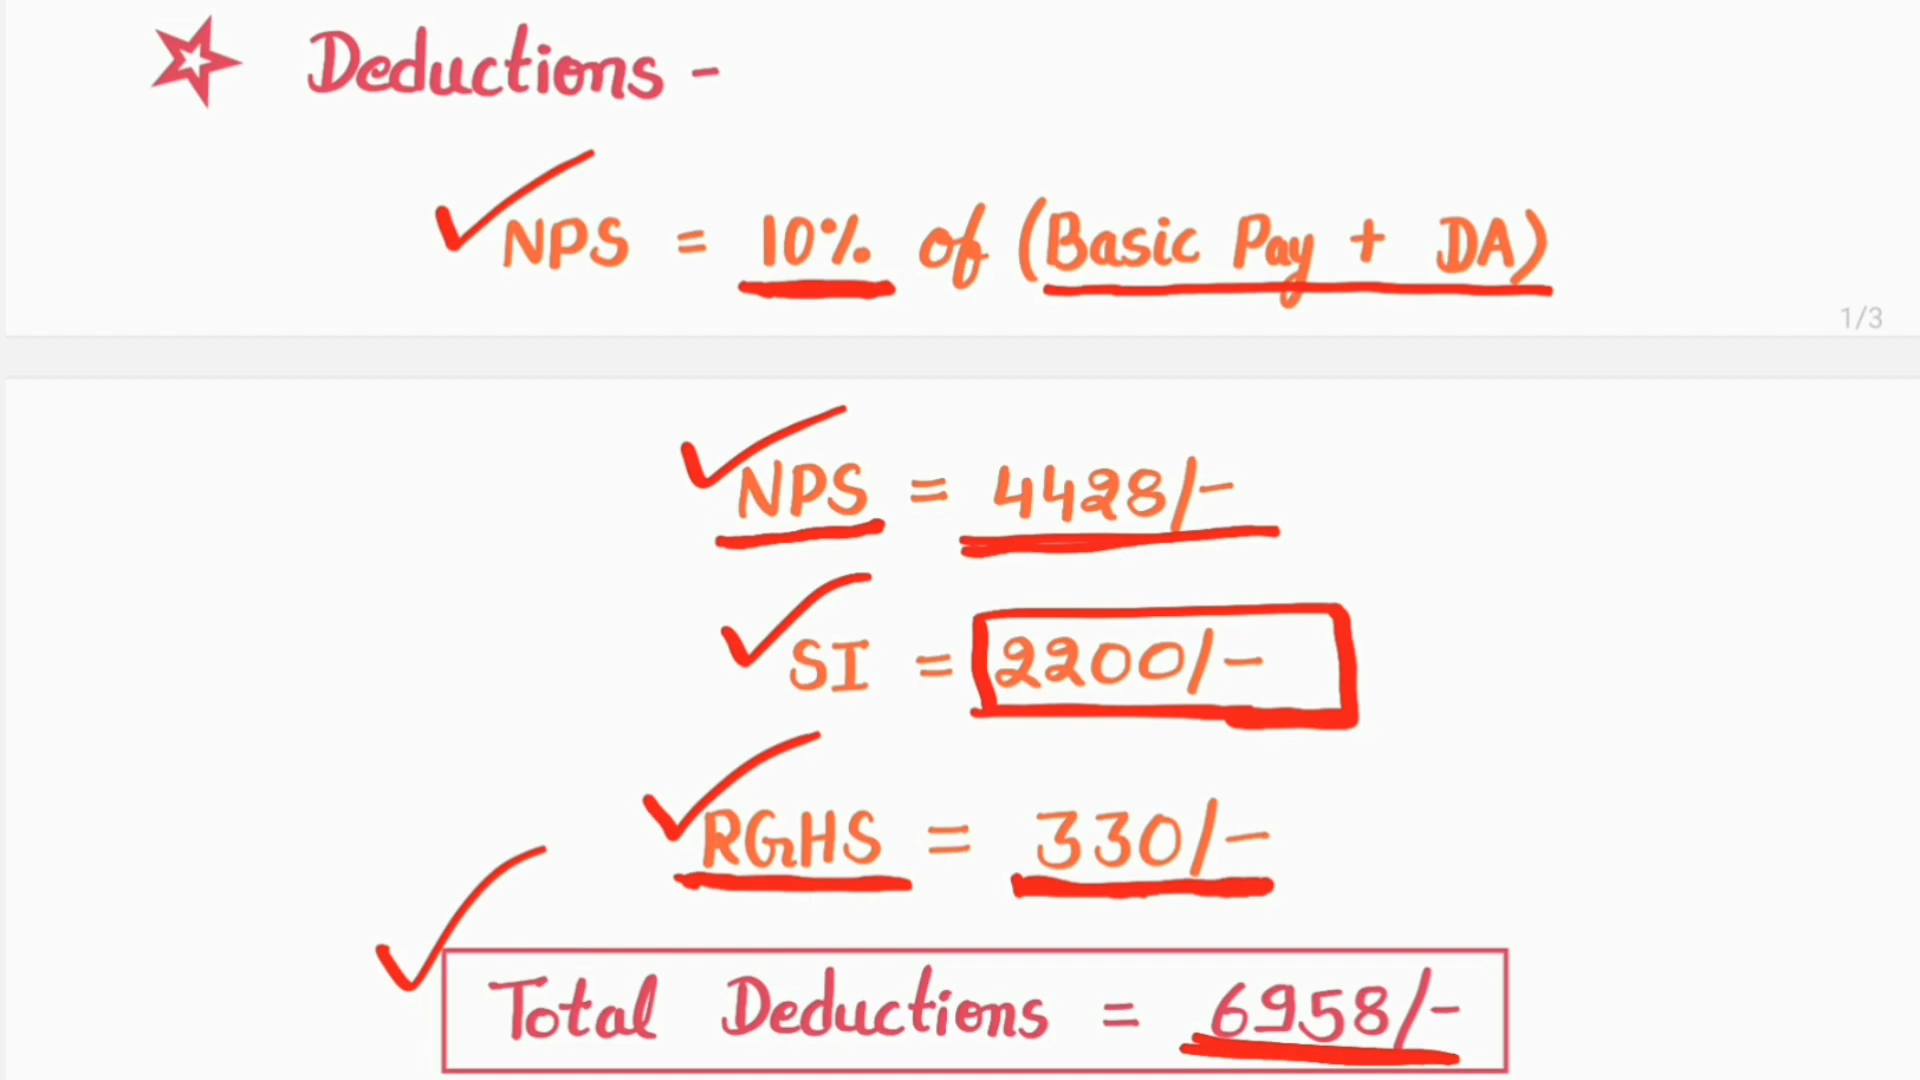 Deductions -
NPS = 10% of (Basic Pay + DA)
1/3
NPS = 4428/-
SI = 2200/-
RGHS = 330/-
Total Deductions = 6958/-